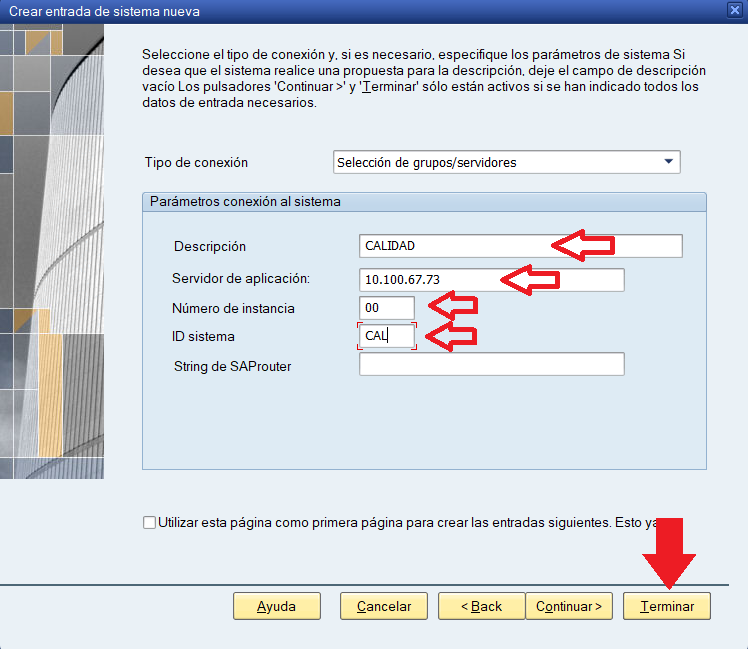 Crear entrada de sistema nueva
Seleccione el tipo de conexión y, si es necesario, especifique los parámetros de sistema Si
desea que el sistema realice una propuesta para la descripción, deje el campo de descripción
vacío Los pulsadores 'Continuar >' y 'Terminar' sólo están activos si se han indicado todos los
datos de entrada necesarios.
Tipo de conexión Selección de grupos/servidores
Parámetros conexión al sistema
Descripción CALIDAD
Servidor de aplicación: 10.100.67.73
Número de instancia 00
ID sistema CAL
String de SAProuter
Utilizar esta página como primera página para crear las entradas siguientes. Esto ya
Ayuda Cancelar < Back Continuar > Terminar